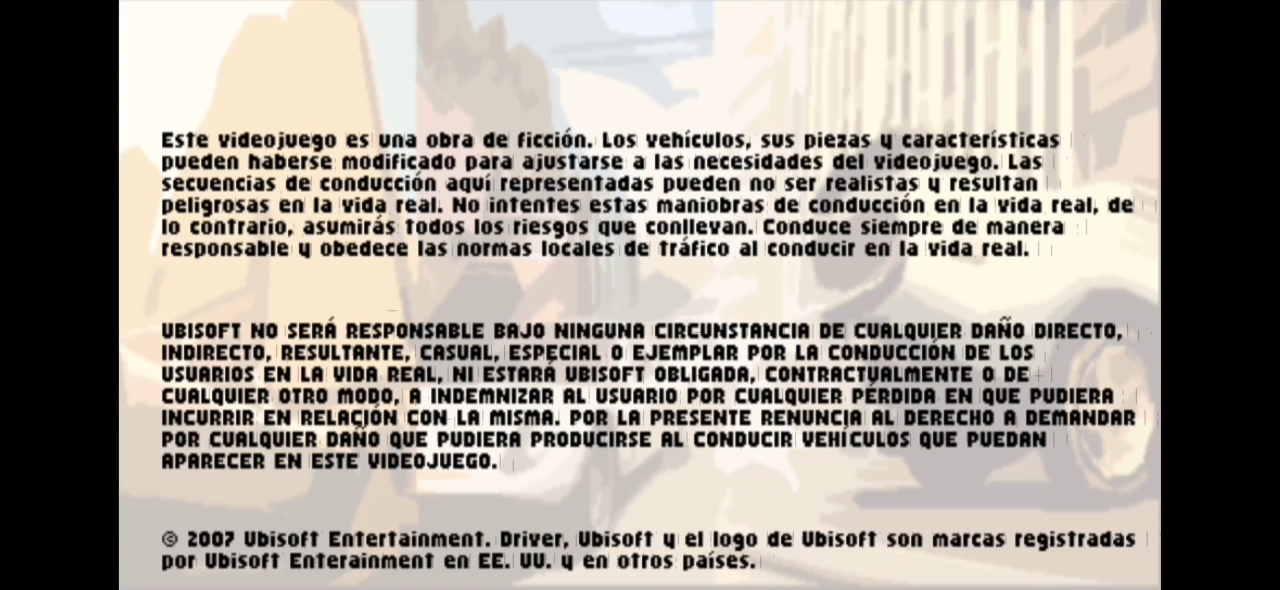 Este videojuego es una obra de ficción. Los vehículos, sus piezas y características
pueden haberse modificado para ajustarse a las necesidades del videojuego. Las
secuencias de conducción aquí representadas pueden no ser realistas y resultan
peligrosas en la vida real. No intentes estas maniobras de conducción en la vida real, de
lo contrario, asumirás todos los riesgos que conllevan. Conduce siempre de manera
responsable y obedece las normas locales de tráfico al conducir en la vida real.
UBISOFT NO SERÁ RESPONSABLE BAJO NINGUNA CIRCUNSTANCIA DE CUALQUIER DAÑO DIRECTO,
INDIRECTO, RESULTANTE, CASUAL, ESPECIAL O EJEMPLAR POR LA CONDUCCIÓN DE LOS
USUARIOS EN LA VIDA REAL, NI ESTARÁ UBISOFT OBLIGADA, CONTRACTUALMENTE O DE
CUALQUIER OTRO MODO, A INDEMNIZAR AL USUARIO POR CUALQUIER PÉRDIDA EN QUE PUDIERA
INCURRIR EN RELACIÓN CON LA MISMA. POR LA PRESENTE RENUNCIA AL DERECHO A DEMANDAR
POR CUALQUIER DAÑO QUE PUDIERA PRODUCIRSE AL CONDUCIR VEHÍCULOS QUE PUEDAN
APARECER EN ESTE VIDEOJUEGO.
© 2007 Ubisoft Entertainment. Driver, Ubisoft y el logo de Ubisoft son marcas registradas
por Ubisoft Enterainment en EE. UU. y en otros países.